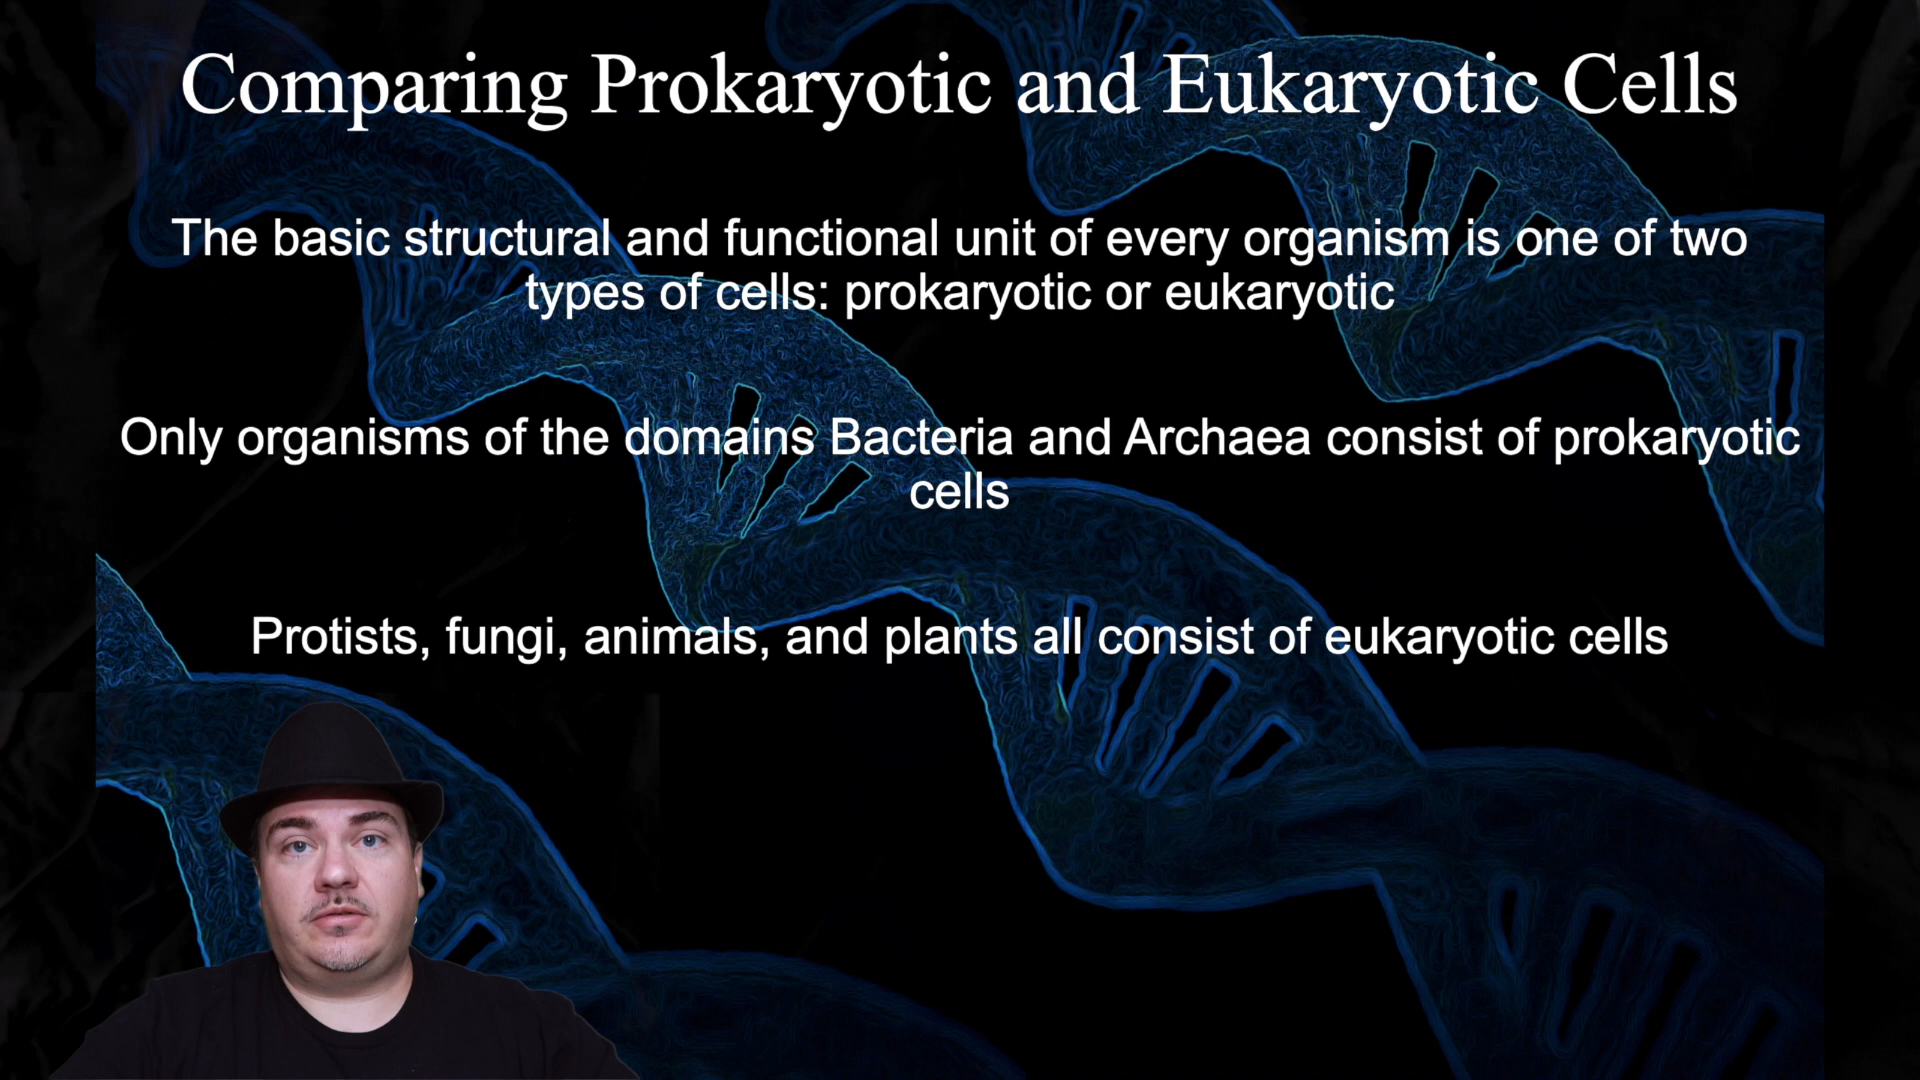 Comparing Prokaryotic and Eukaryotic Cells
The basic structural and functional unit of every organism is one of two
types of cells: prokaryotic or eukaryotic
Only organisms of the domains Bacteria and Archaea consist of prokaryotic
cells
Protists, fungi, animals, and plants all consist of eukaryotic cells